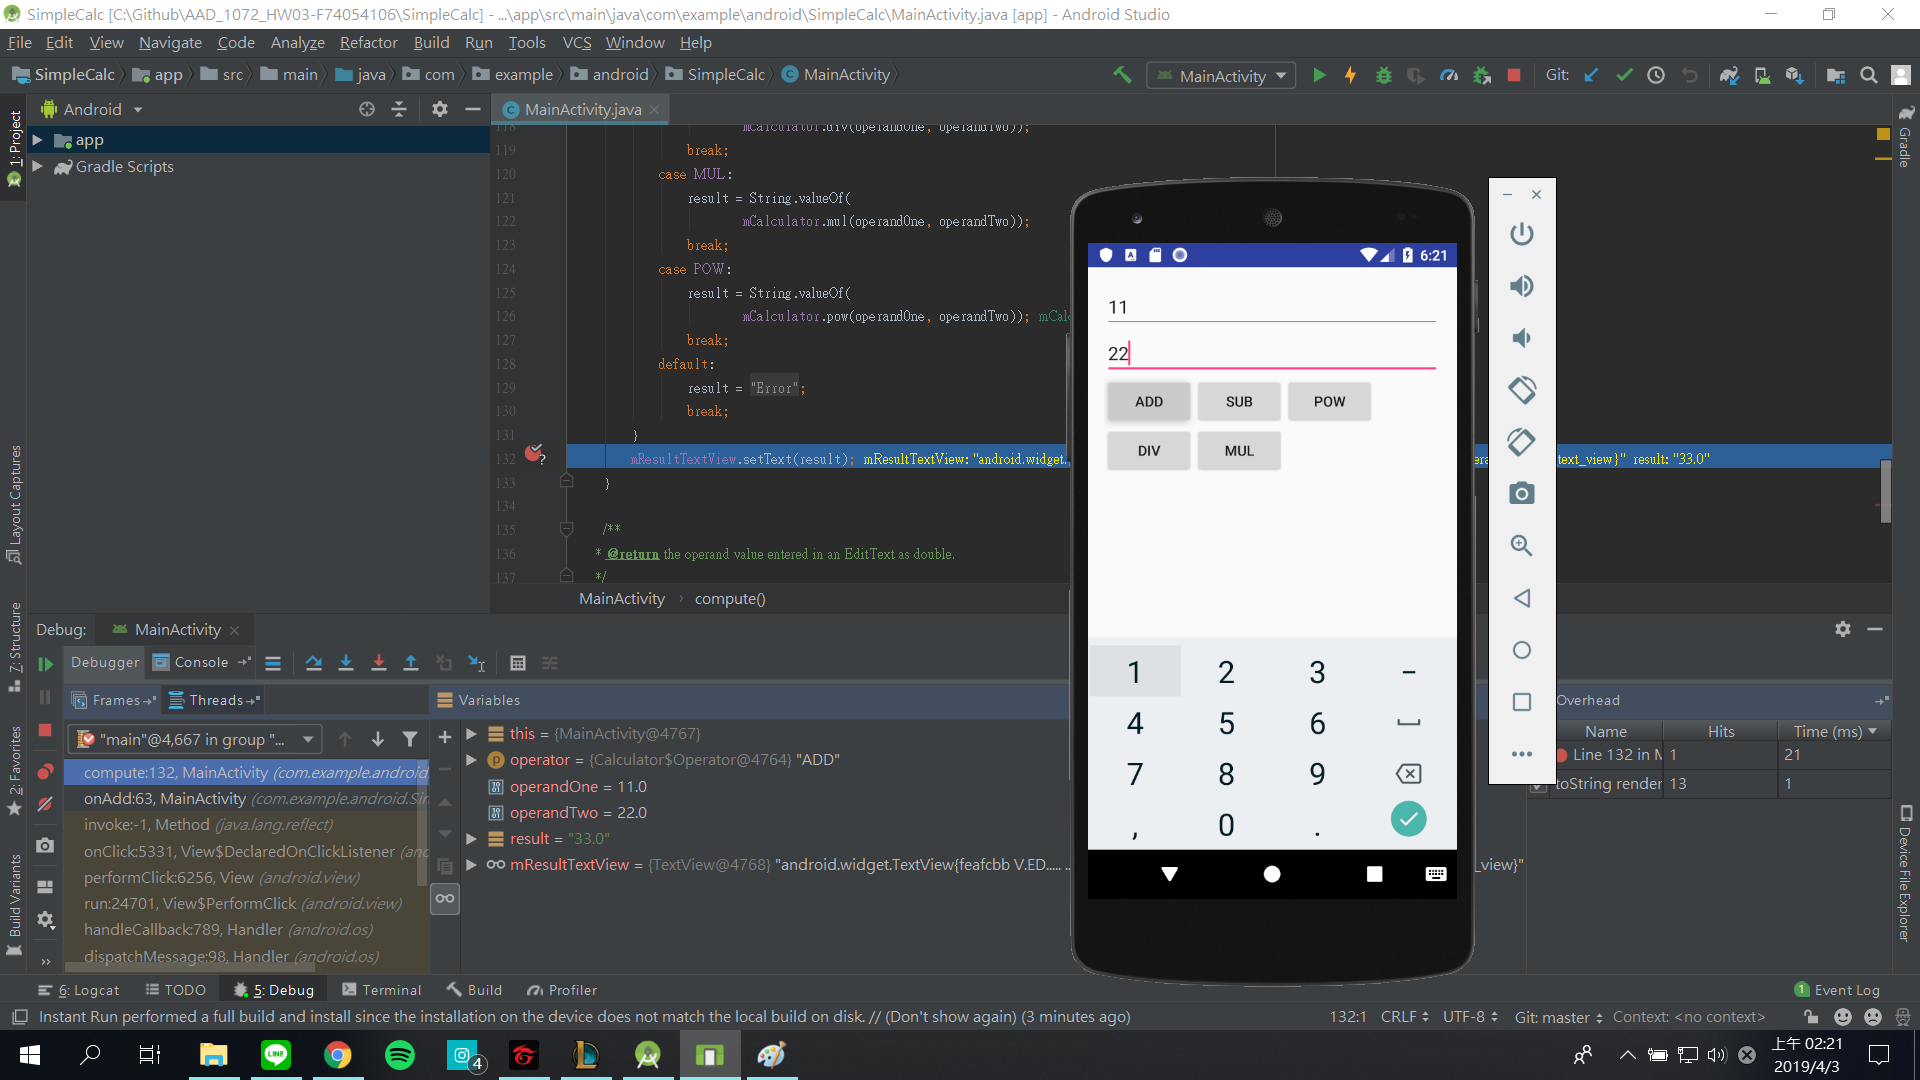 SimpleCalc [C:\Github\AAD_1072_HW03-F74054106\SimpleCalc] - ...\app\src\main\java\com\example\android\SimpleCalc\MainActivity.java [app] - Android Studio
File Edit View Navigate Code Analyze Refactor Build Run Tools VCS Window Help
SimpleCalc app src main java com example android SimpleCalc MainActivity MainActivity Git:
Android MainActivity.java
1: Project
Layout Captures
Z: Structure
2: Favorites
Build Variants
Gradle
Device File Explorer
app
Gradle Scripts
118 mCalculator.div(operandOne, operandTwo));
119 break;
120 case MUL:
121 result = String.valueOf(
122 mCalculator.mul(operandOne, operandTwo));
123 break;
124 case POW:
125 result = String.valueOf(
126 mCalculator.pow(operandOne, operandTwo)); mCal
127 break;
128 default:
129 result = "Error";
130 break;
131 }
132 mResultTextView.setText(result); mResultTextView: "android.widget. text_view}" result: "33.0"
133 }
134
135 /**
136 * @return the operand value entered in an EditText as double.
137 */
MainActivity › compute()
6:21
11
22
ADD SUB POW
DIV MUL
1 2 3 -
4 5 6
7 8 9
, 0 .
Debug: MainActivity
Debugger Console
Frames Threads Variables Overhead
"main"@4,667 in group "...
compute:132, MainActivity (com.example.android.
onAdd:63, MainActivity (com.example.android.Sim
invoke:-1, Method (java.lang.reflect)
onClick:5331, View$DeclaredOnClickListener (and
performClick:6256, View (android.view)
run:24701, View$PerformClick (android.view)
handleCallback:789, Handler (android.os)
dispatchMessage:98, Handler (android.os)
this = {MainActivity@4767}
operator = {Calculator$Operator@4764} "ADD"
operandOne = 11.0
operandTwo = 22.0
result = "33.0"
mResultTextView = {TextView@4768} "android.widget.TextView{feafcbb V.ED..... .. _view}"
Name Hits Time (ms)
Line 132 in M 1 21
toString render 13 1
6: Logcat TODO 5: Debug Terminal Build Profiler 1 Event Log
Instant Run performed a full build and install since the installation on the device does not match the local build on disk. // (Don't show again) (3 minutes ago) 132:1 CRLF UTF-8 Git: master Context: <no context>
4
上午 02:21
2019/4/3